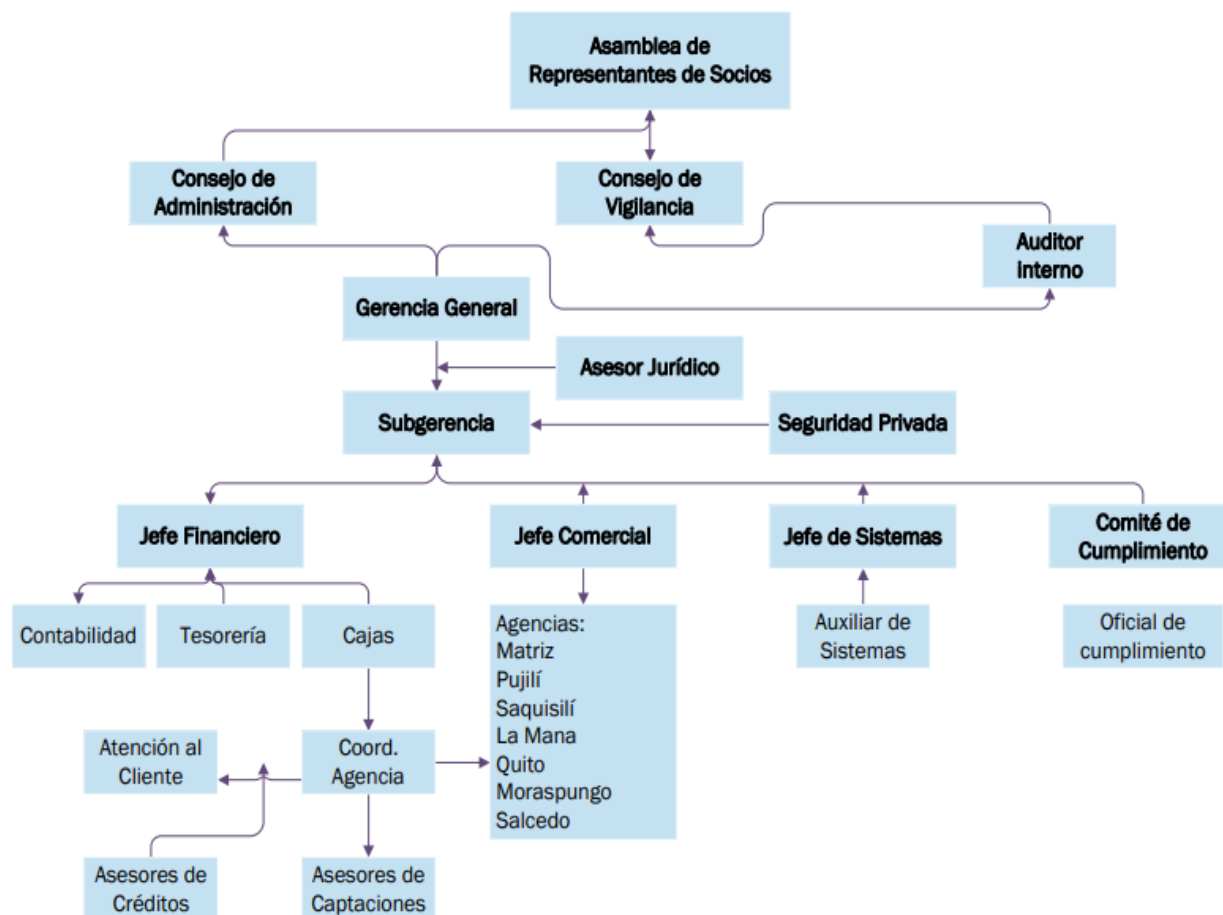 Asamblea de
Representantes de Socios
Consejo de
Administración
Consejo de
Vigilancia
Auditor
interno
Gerencia General
Asesor Jurídico
Subgerencia
Seguridad Privada
Jefe Financiero
Jefe Comercial
Jefe de Sistemas
Comité de
Cumplimiento
Contabilidad
Tesorería
Cajas
Agencias:
Matriz
Pujilí
Saquisilí
La Mana
Quito
Moraspungo
Salcedo
Auxiliar de
Sistemas
Oficial de
cumplimiento
Atención al
Cliente
Coord.
Agencia
Asesores de
Créditos
Asesores de
Captaciones